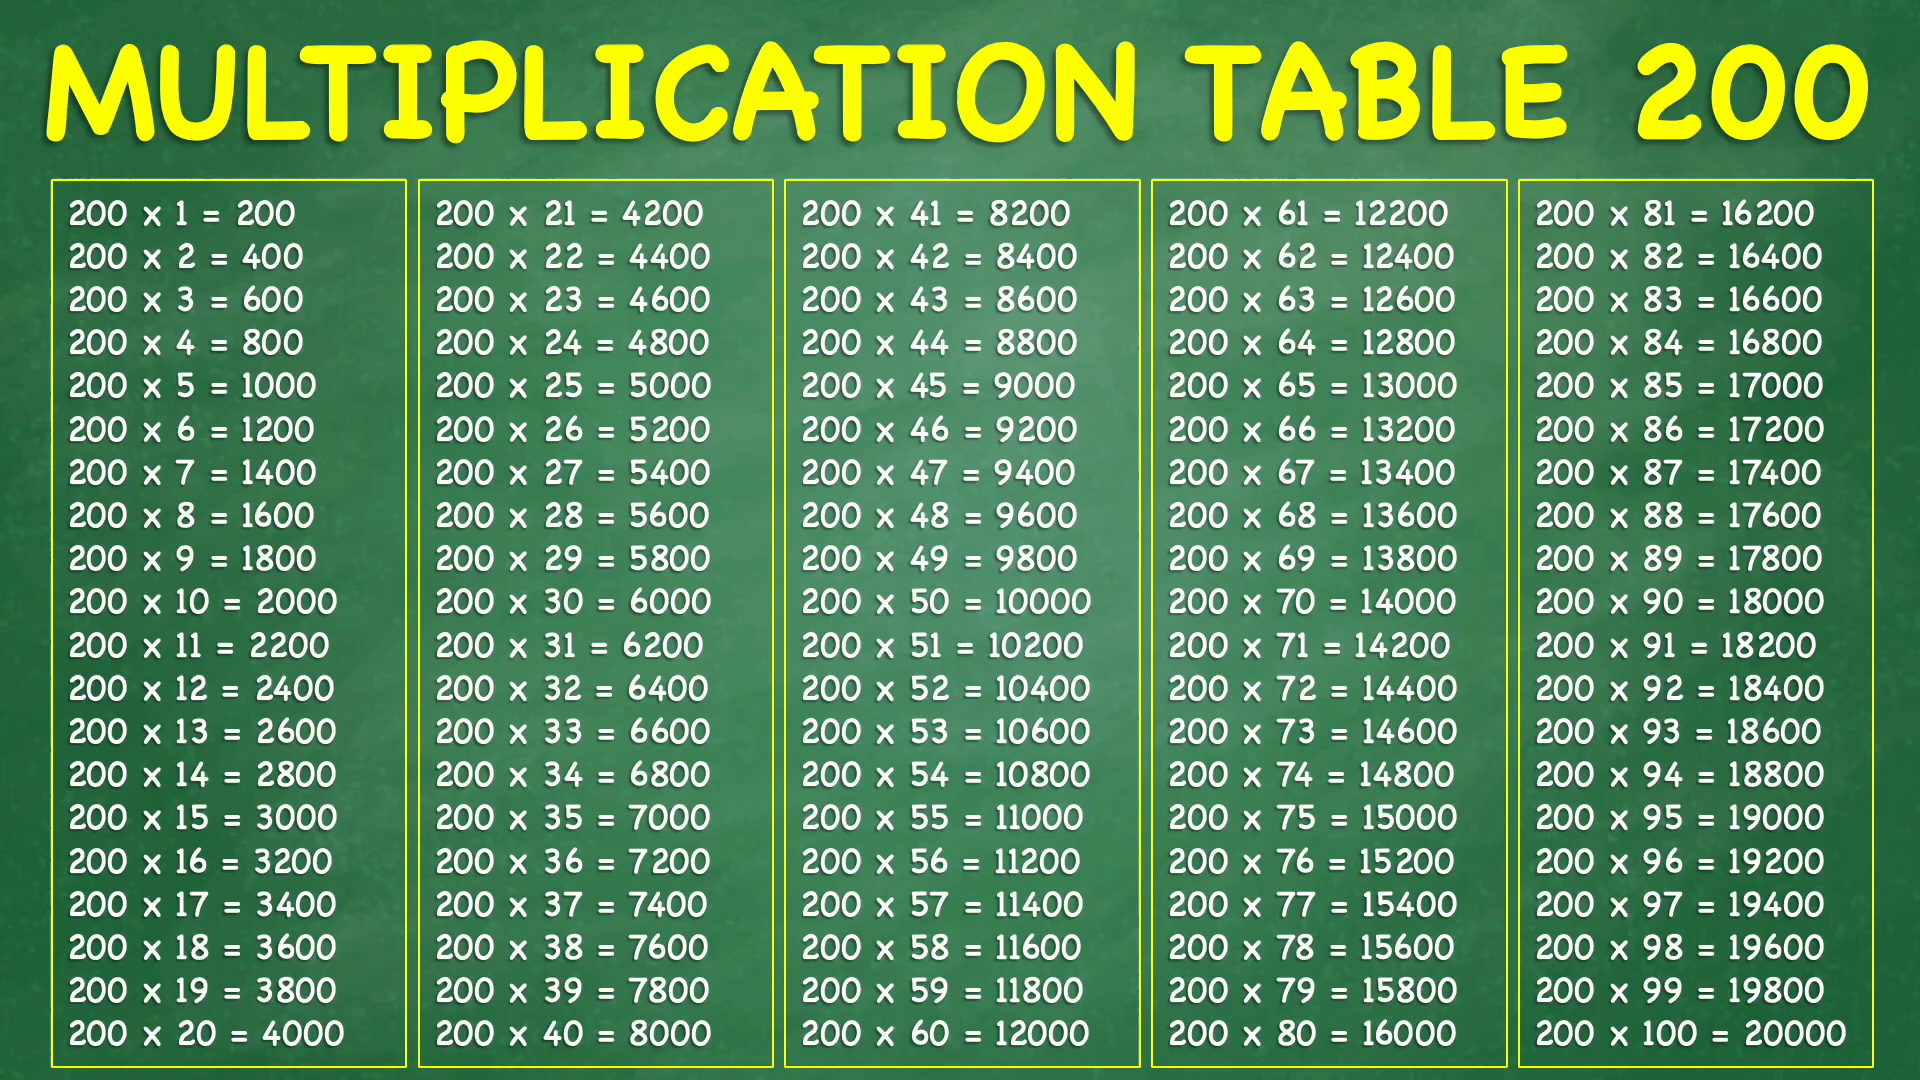 MULTIPLICATION TABLE 200
200 x 1 = 200
200 x 2 = 400
200 x 3 = 600
200 x 4 = 800
200 x 5 = 1000
200 x 6 = 1200
200 x 7 = 1400
200 x 8 = 1600
200 x 9 = 1800
200 x 10 = 2000
200 x 11 = 2200
200 x 12 = 2400
200 x 13 = 2600
200 x 14 = 2800
200 x 15 = 3000
200 x 16 = 3200
200 x 17 = 3400
200 x 18 = 3600
200 x 19 = 3800
200 x 20 = 4000
200 x 21 = 4200
200 x 22 = 4400
200 x 23 = 4600
200 x 24 = 4800
200 x 25 = 5000
200 x 26 = 5200
200 x 27 = 5400
200 x 28 = 5600
200 x 29 = 5800
200 x 30 = 6000
200 x 31 = 6200
200 x 32 = 6400
200 x 33 = 6600
200 x 34 = 6800
200 x 35 = 7000
200 x 36 = 7200
200 x 37 = 7400
200 x 38 = 7600
200 x 39 = 7800
200 x 40 = 8000
200 x 41 = 8200
200 x 42 = 8400
200 x 43 = 8600
200 x 44 = 8800
200 x 45 = 9000
200 x 46 = 9200
200 x 47 = 9400
200 x 48 = 9600
200 x 49 = 9800
200 x 50 = 10000
200 x 51 = 10200
200 x 52 = 10400
200 x 53 = 10600
200 x 54 = 10800
200 x 55 = 11000
200 x 56 = 11200
200 x 57 = 11400
200 x 58 = 11600
200 x 59 = 11800
200 x 60 = 12000
200 x 61 = 12200
200 x 62 = 12400
200 x 63 = 12600
200 x 64 = 12800
200 x 65 = 13000
200 x 66 = 13200
200 x 67 = 13400
200 x 68 = 13600
200 x 69 = 13800
200 x 70 = 14000
200 x 71 = 14200
200 x 72 = 14400
200 x 73 = 14600
200 x 74 = 14800
200 x 75 = 15000
200 x 76 = 15200
200 x 77 = 15400
200 x 78 = 15600
200 x 79 = 15800
200 x 80 = 16000
200 x 81 = 16200
200 x 82 = 16400
200 x 83 = 16600
200 x 84 = 16800
200 x 85 = 17000
200 x 86 = 17200
200 x 87 = 17400
200 x 88 = 17600
200 x 89 = 17800
200 x 90 = 18000
200 x 91 = 18200
200 x 92 = 18400
200 x 93 = 18600
200 x 94 = 18800
200 x 95 = 19000
200 x 96 = 19200
200 x 97 = 19400
200 x 98 = 19600
200 x 99 = 19800
200 x 100 = 20000